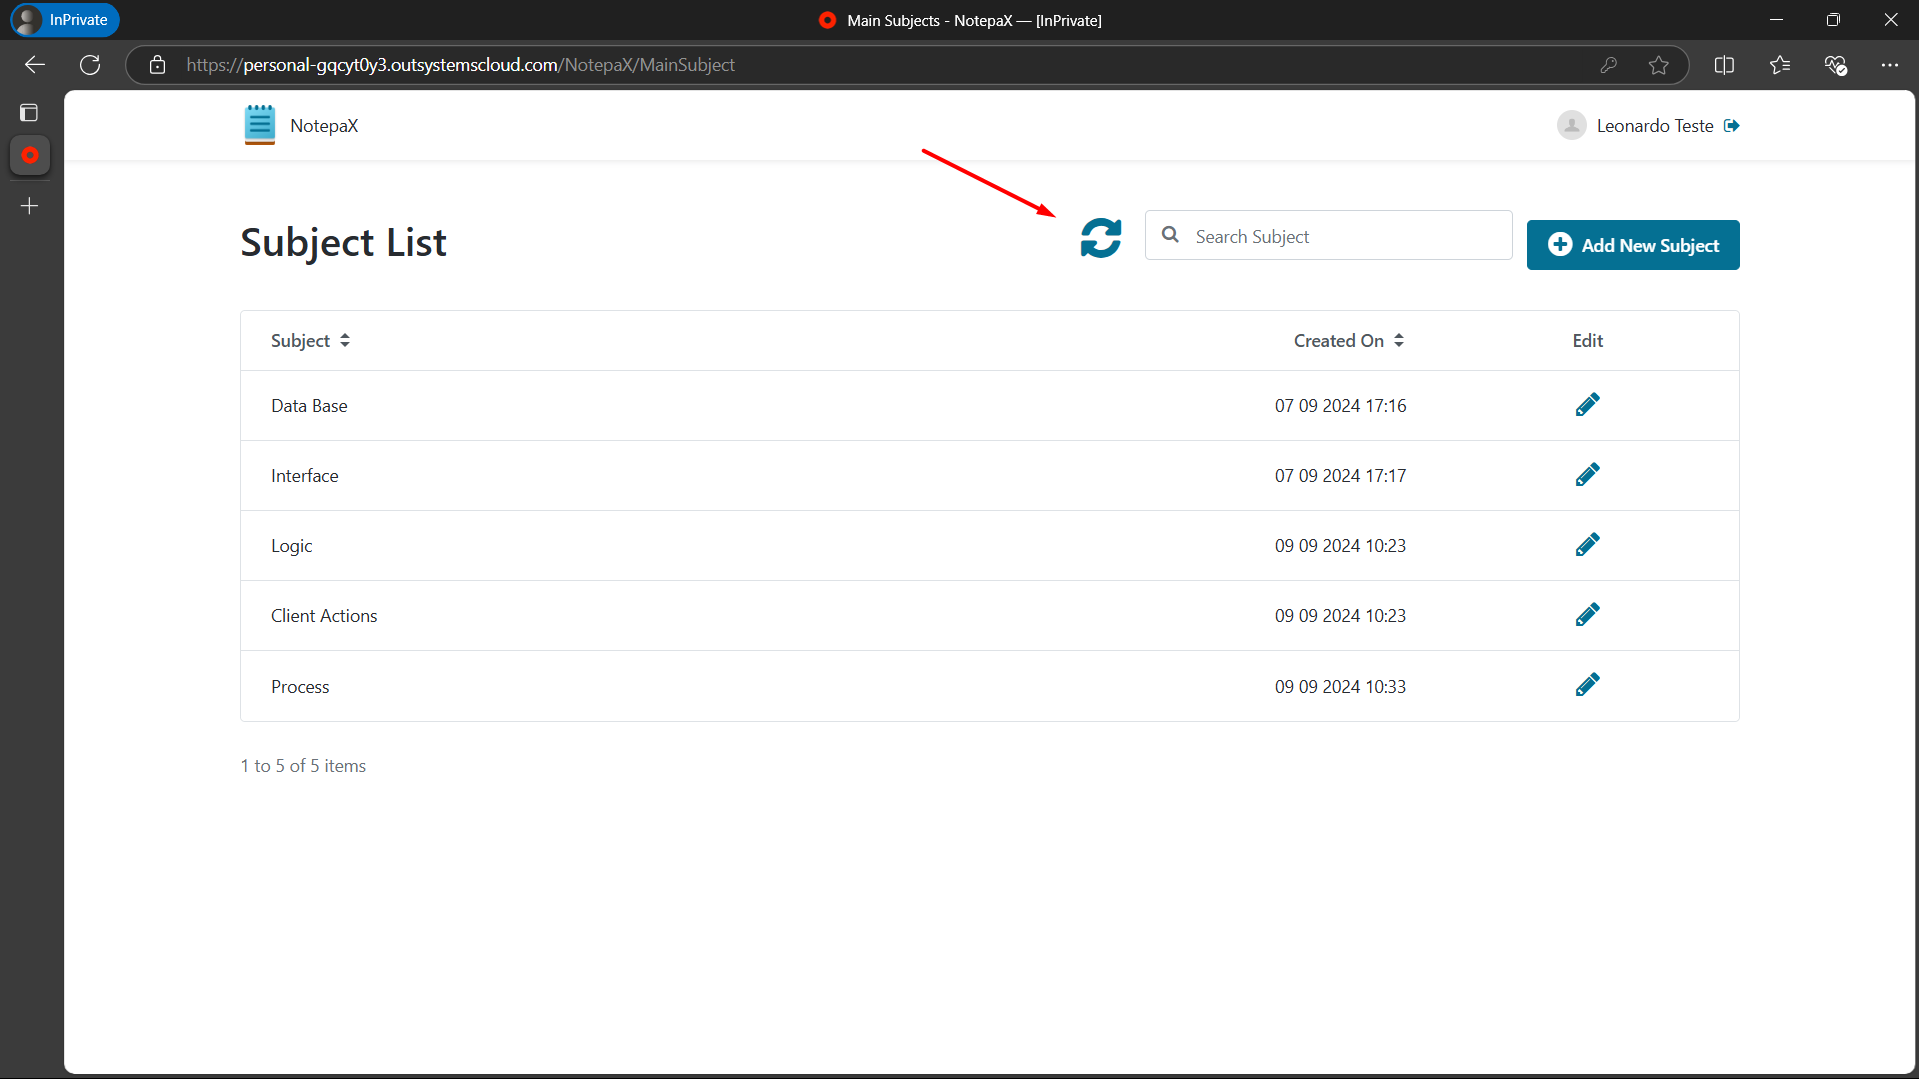 InPrivate
Main Subjects - NotepaX — [InPrivate]
https://personal-gqcyt0y3.outsystemscloud.com/NotepaX/MainSubject
NotepaX
Leonardo Teste
Subject List
Search Subject
Add New Subject
Subject Created On Edit
Data Base 07 09 2024 17:16
Interface 07 09 2024 17:17
Logic 09 09 2024 10:23
Client Actions 09 09 2024 10:23
Process 09 09 2024 10:33
1 to 5 of 5 items